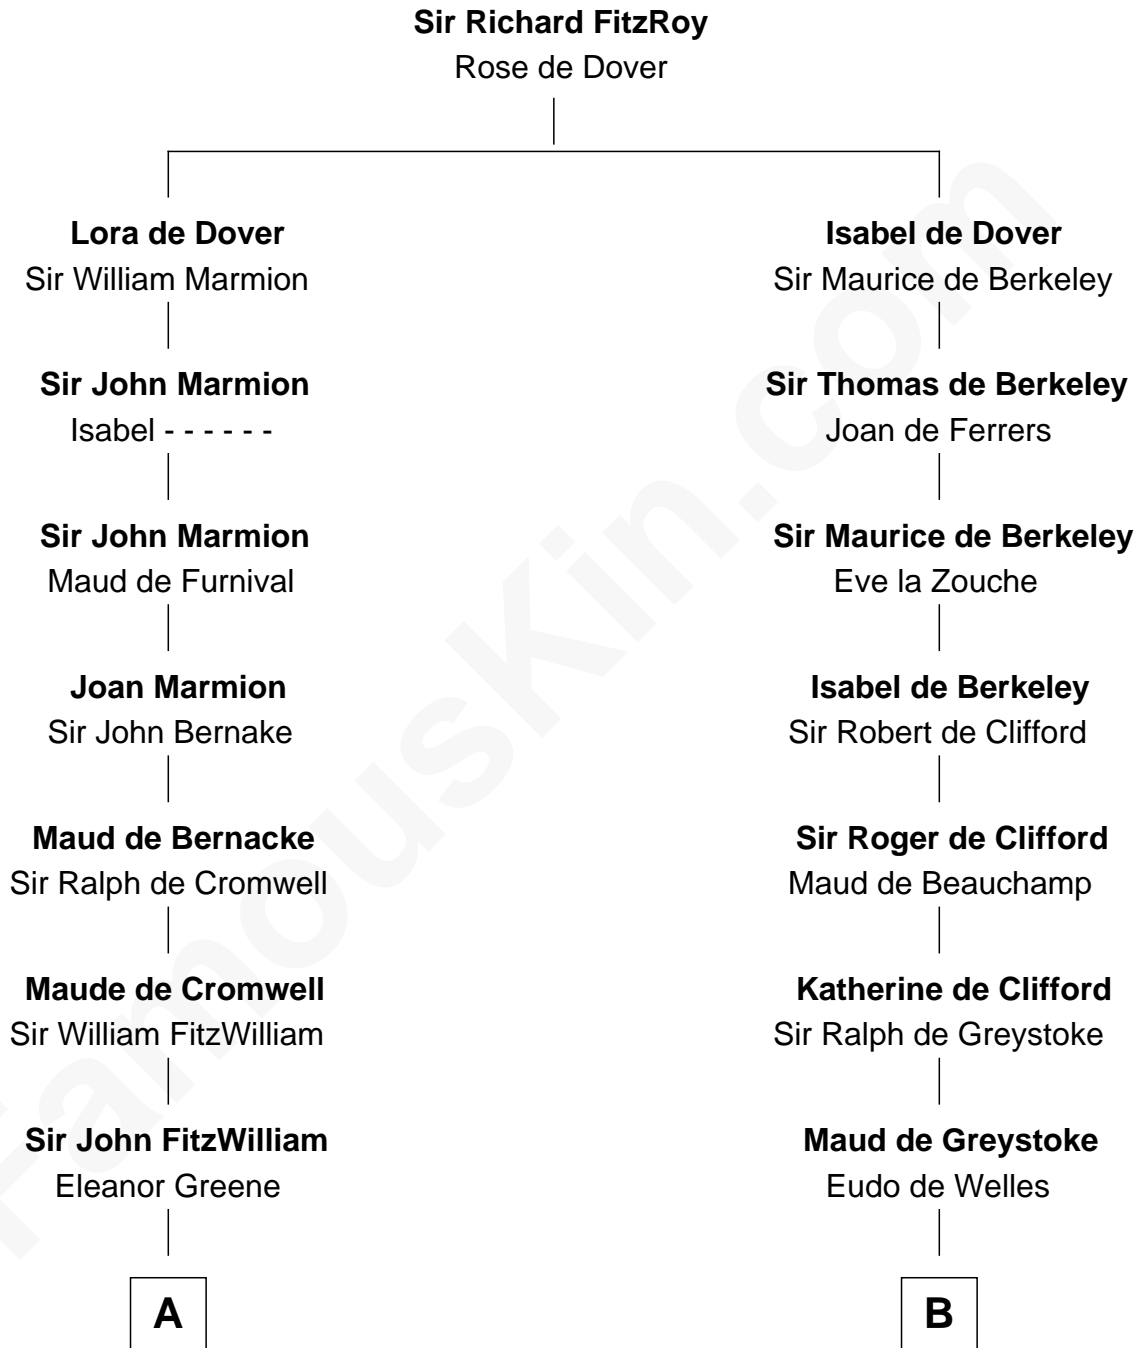 Sir Richard FitzRoy
Rose de Dover
Lora de Dover
Sir William Marmion
Isabel de Dover
Sir Maurice de Berkeley
Sir John Marmion
Isabel - - - - - -
Sir Thomas de Berkeley
Joan de Ferrers
Sir John Marmion
Maud de Furnival
Sir Maurice de Berkeley
Eve la Zouche
Joan Marmion
Sir John Bernake
Isabel de Berkeley
Sir Robert de Clifford
Maud de Bernacke
Sir Ralph de Cromwell
Sir Roger de Clifford
Maud de Beauchamp
Maude de Cromwell
Sir William FitzWilliam
Katherine de Clifford
Sir Ralph de Greystoke
Sir John FitzWilliam
Eleanor Greene
Maud de Greystoke
Eudo de Welles
A
B
FamousKin.com